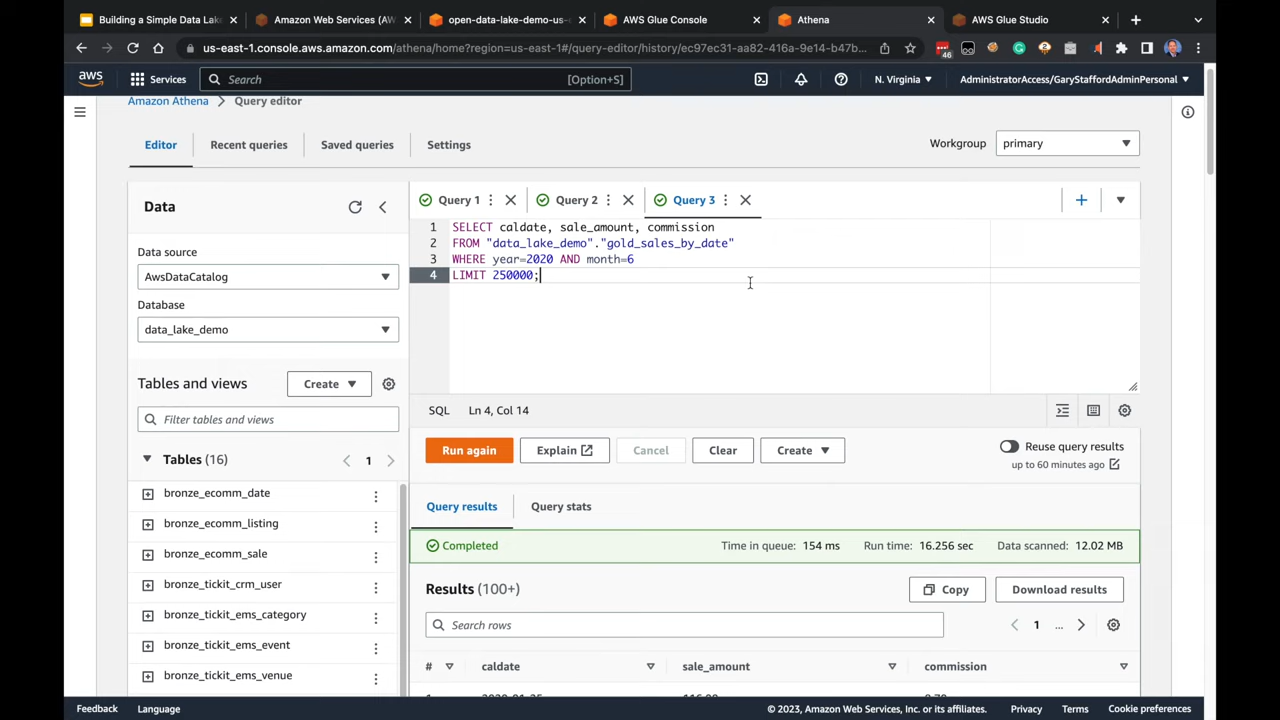 Building a Simple Data Lake
Amazon Web Services (AW
open-data-lake-demo-us-
AWS Glue Console
Athena
AWS Glue Studio
us-east-1.console.aws.amazon.com/athena/home?region=us-east-1#/query-editor/history/ec97ec31-aa82-416a-9e14-b47b...
46
aws
Services
Search
[Option+S]
N. Virginia
AdministratorAccess/GaryStaffordAdminPersonal
Amazon Athena > Query editor
Editor
Recent queries
Saved queries
Settings
Workgroup
primary
Data
Data source
AwsDataCatalog
Database
data_lake_demo
Tables and views
Create
Filter tables and views
Tables (16)
1
bronze_ecomm_date
bronze_ecomm_listing
bronze_ecomm_sale
bronze_tickit_crm_user
bronze_tickit_ems_category
bronze_tickit_ems_event
bronze_tickit_ems_venue
Query 1
Query 2
Query 3
1 SELECT caldate, sale_amount, commission
2 FROM "data_lake_demo"."gold_sales_by_date"
3 WHERE year=2020 AND month=6
4 LIMIT 250000;
SQL Ln 4, Col 14
Run again
Explain
Cancel
Clear
Create
Reuse query results
up to 60 minutes ago
Query results
Query stats
Completed
Time in queue: 154 ms
Run time: 16.256 sec
Data scanned: 12.02 MB
Results (100+)
Copy
Download results
Search rows
1 ...
# caldate sale_amount commission
Feedback
Language
© 2023, Amazon Web Services, Inc. or its affiliates.
Privacy
Terms
Cookie preferences